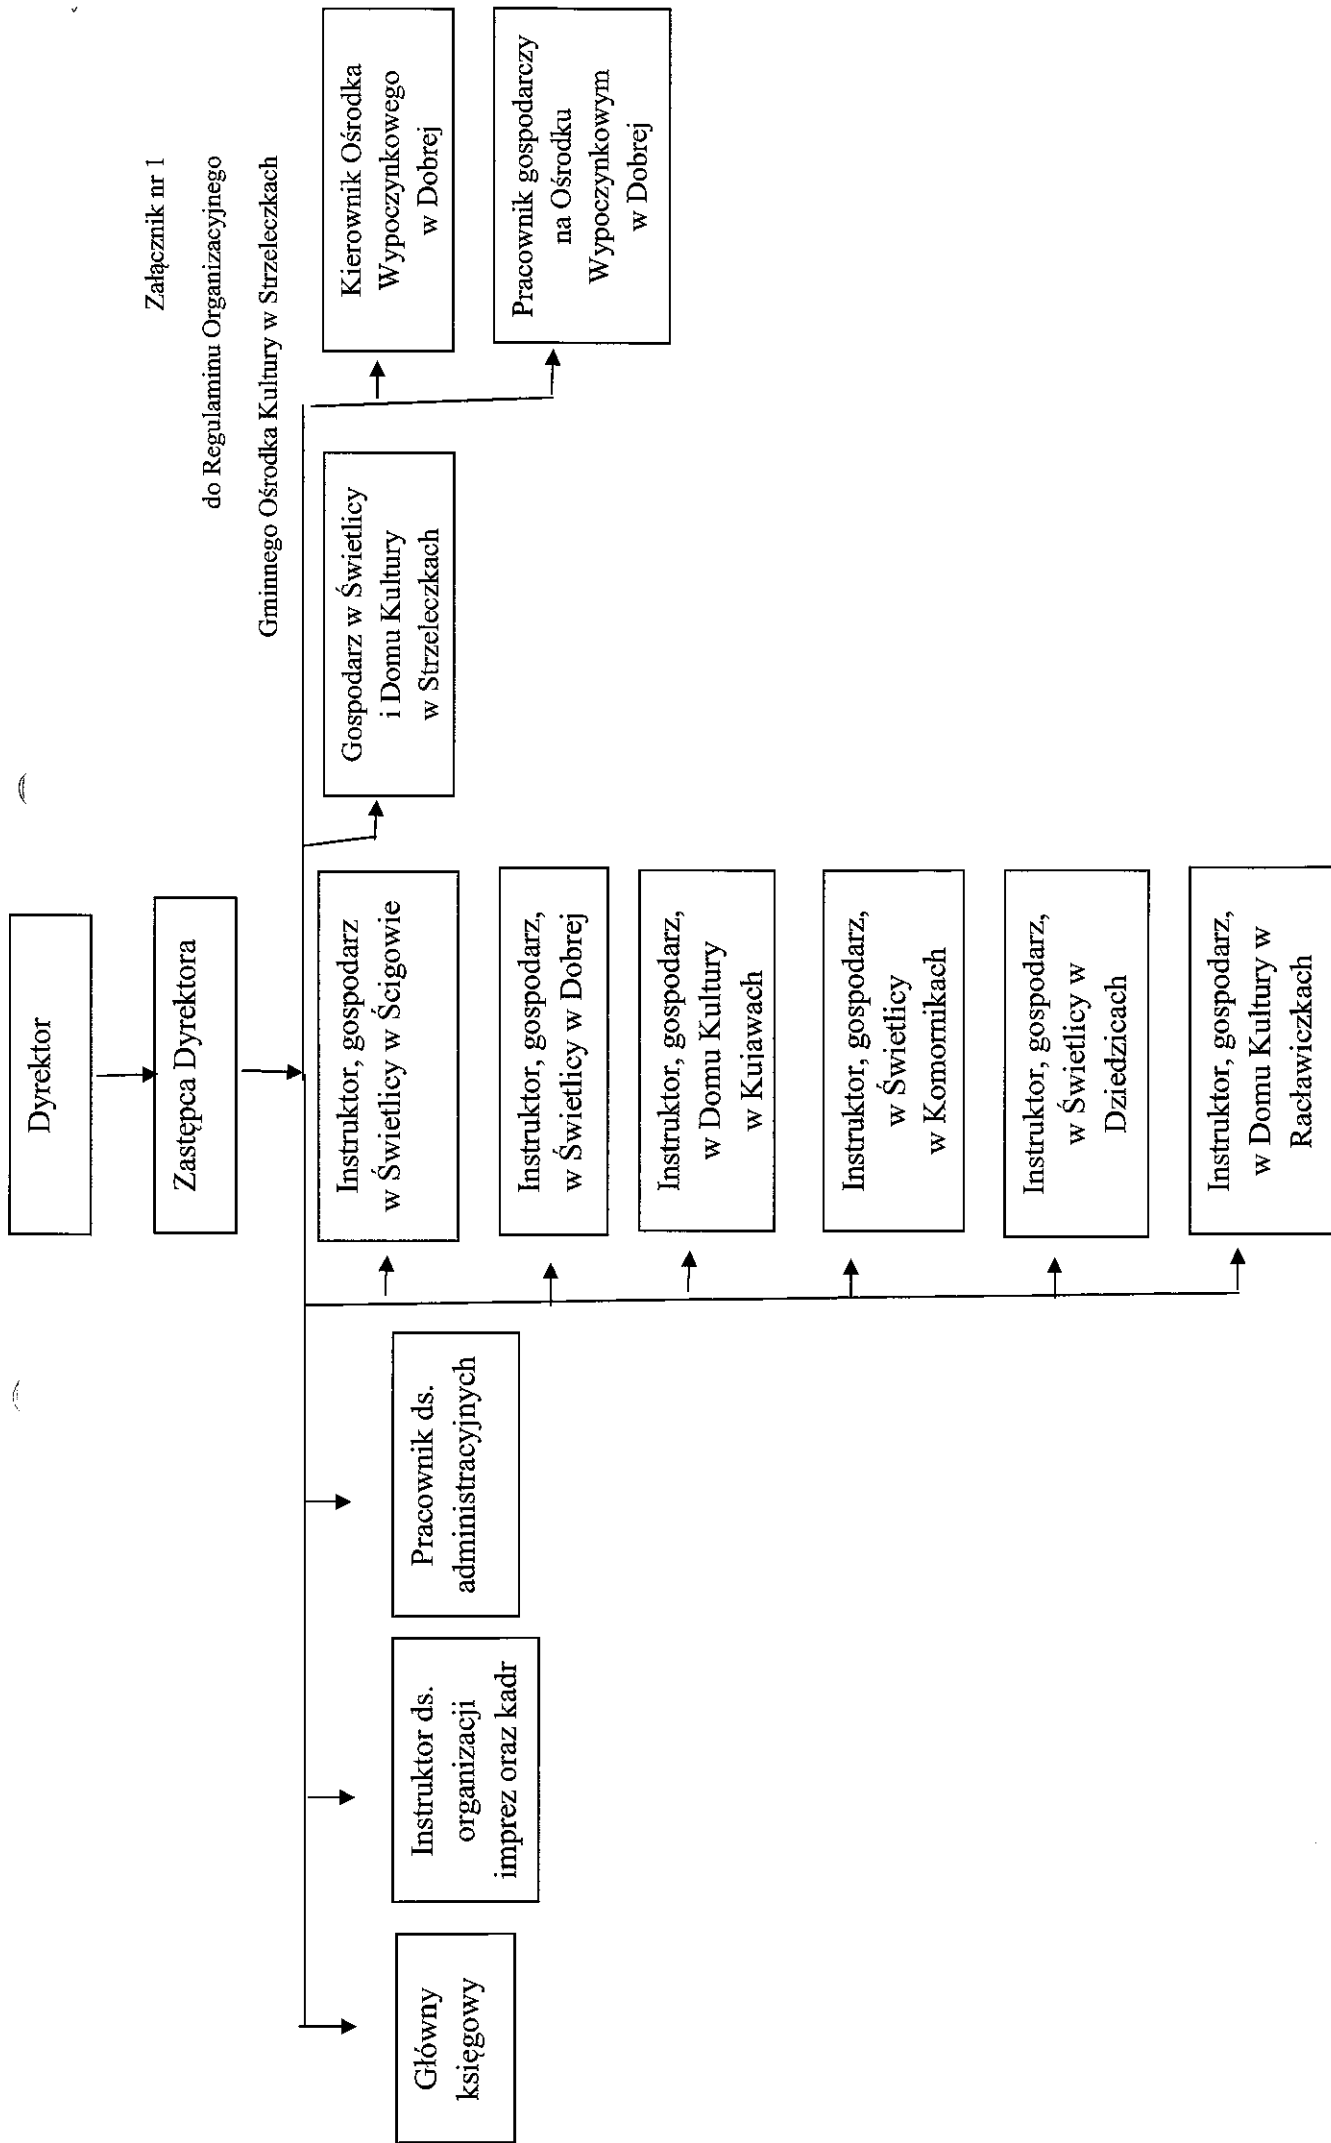 Załącznik nr 1
do Regulaminu Organizacyjnego
Gminnego Ośrodka Kultury w Strzeleczkach
Dyrektor
Zastępca Dyrektora
Główny
księgowy
Instruktor ds.
organizacji
imprez oraz kadr
Pracownik ds.
administracyjnych
Instruktor, gospodarz
w Świetlicy w Ścigowie
Instruktor, gospodarz,
w Świetlicy w Dobrej
Instruktor, gospodarz,
w Domu Kultury
w Kujawach
Instruktor, gospodarz,
w Świetlicy
w Komornikach
Instruktor, gospodarz,
w Świetlicy w
Dziedzicach
Instruktor, gospodarz,
w Domu Kultury w
Racławiczkach
Gospodarz w Świetlicy
i Domu Kultury
w Strzeleczkach
Kierownik Ośrodka
Wypoczynkowego
w Dobrej
Pracownik gospodarczy
na Ośrodku
Wypoczynkowym
w Dobrej